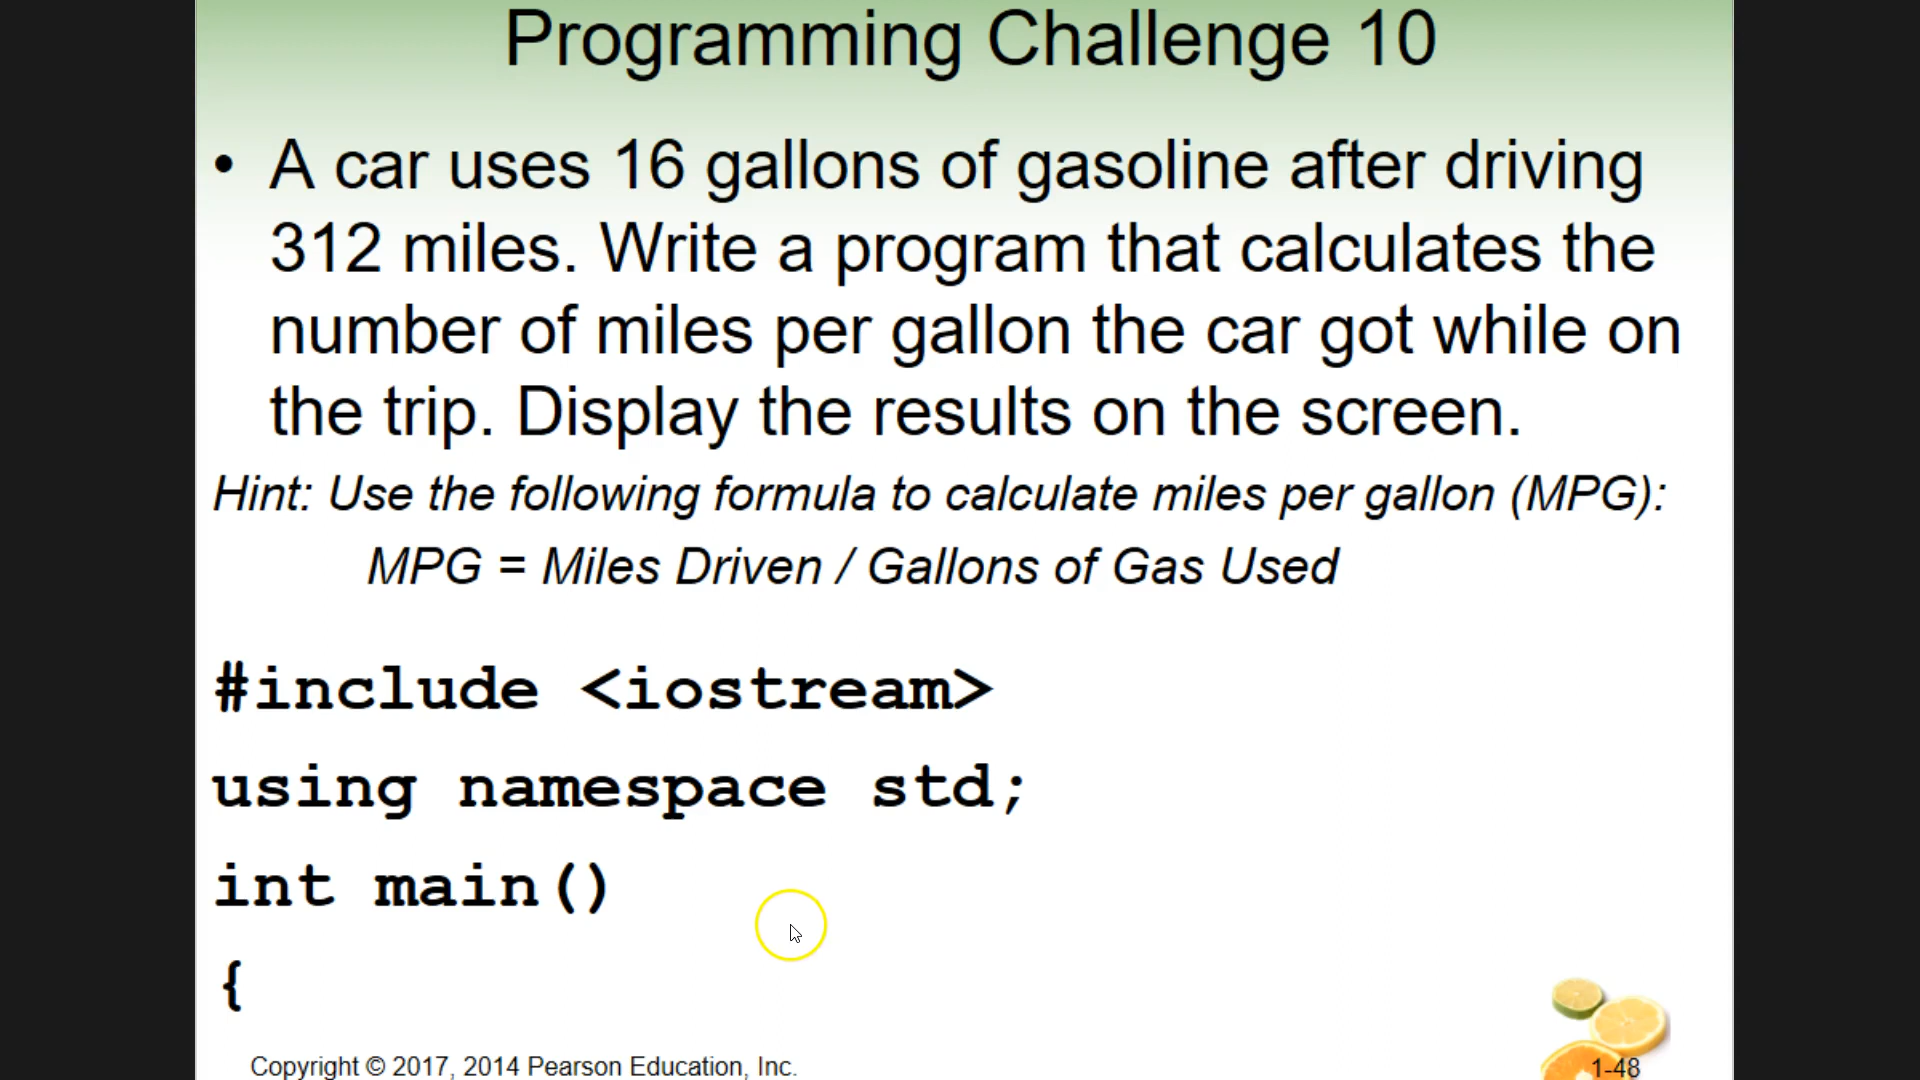 Programming Challenge 10
• A car uses 16 gallons of gasoline after driving
312 miles. Write a program that calculates the
number of miles per gallon the car got while on
the trip. Display the results on the screen.
Hint: Use the following formula to calculate miles per gallon (MPG):
MPG = Miles Driven / Gallons of Gas Used
#include <iostream>
using namespace std;
int main()
{
Copyright © 2017, 2014 Pearson Education, Inc.
1-48